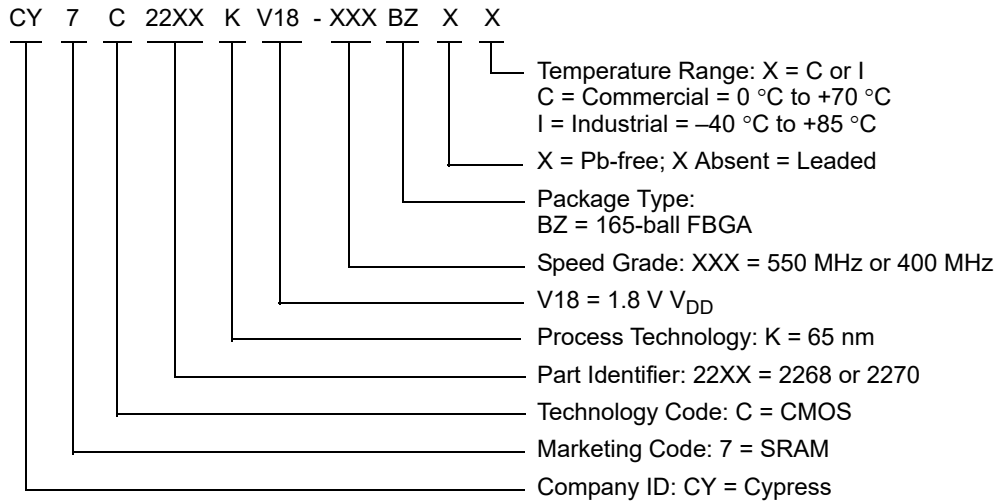 CY 7 C 22XX K V18 - XXX BZ X X
Temperature Range: X = C or I
C = Commercial = 0 °C to +70 °C
I = Industrial = –40 °C to +85 °C
X = Pb-free; X Absent = Leaded
Package Type:
BZ = 165-ball FBGA
Speed Grade: XXX = 550 MHz or 400 MHz
V18 = 1.8 V VDD
Process Technology: K = 65 nm
Part Identifier: 22XX = 2268 or 2270
Technology Code: C = CMOS
Marketing Code: 7 = SRAM
Company ID: CY = Cypress